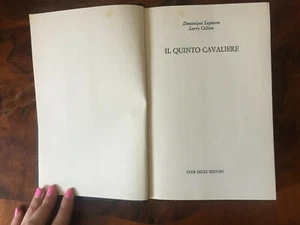 Dominique Lapierre
Larry Collins
IL QUINTO CAVALIERE
CLUB DEGLI EDITORI